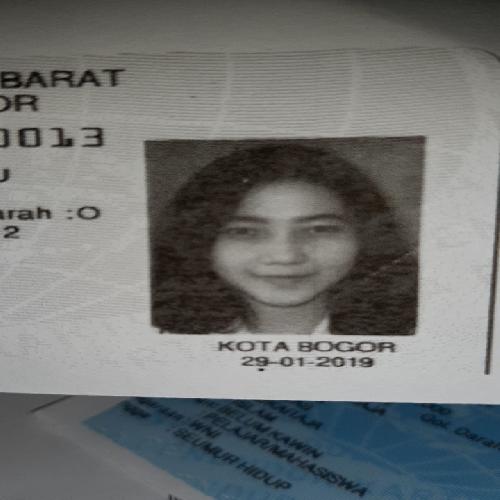 BARAT
OR
0013
U
arah :O
2
KOTA BOGOR
29-01-2019
Gol. Darah
BELUM KAWIN
PELAJAR/MAHASISWA
WNI
SEUMUR HIDUP